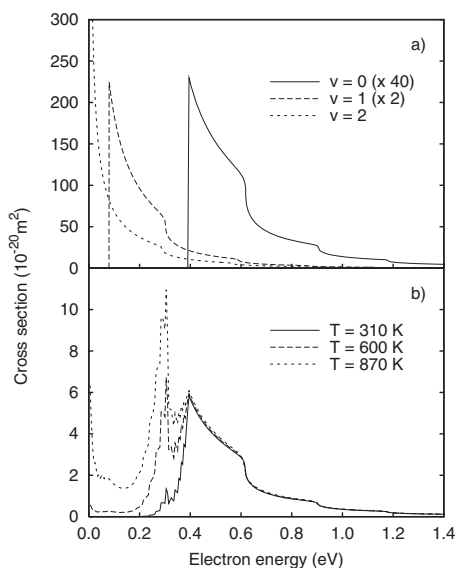 300
250
200
150
100
50
0
a)
v = 0 (x 40)
v = 1 (x 2)
v = 2
Cross section (10⁻²⁰m²)
10
8
6
4
2
0
b)
T = 310 K
T = 600 K
T = 870 K
0.0 0.2 0.4 0.6 0.8 1.0 1.2 1.4
Electron energy (eV)